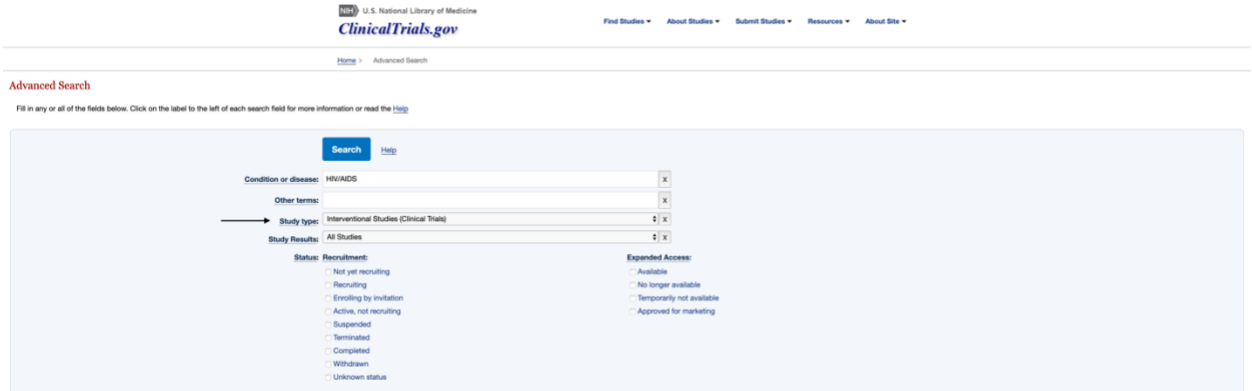 NIH U.S. National Library of Medicine
ClinicalTrials.gov
Find Studies ▾ About Studies ▾ Submit Studies ▾ Resources ▾ About Site ▾
Home > Advanced Search
Advanced Search
Fill in any or all of the fields below. Click on the label to the left of each search field for more information or read the Help
Search Help
Condition or disease: HIV/AIDS x
Other terms: x
Study type: Interventional Studies (Clinical Trials) x
Study Results: All Studies x
Status: Recruitment: Expanded Access:
Not yet recruiting Available
Recruiting No longer available
Enrolling by invitation Temporarily not available
Active, not recruiting Approved for marketing
Suspended
Terminated
Completed
Withdrawn
Unknown status